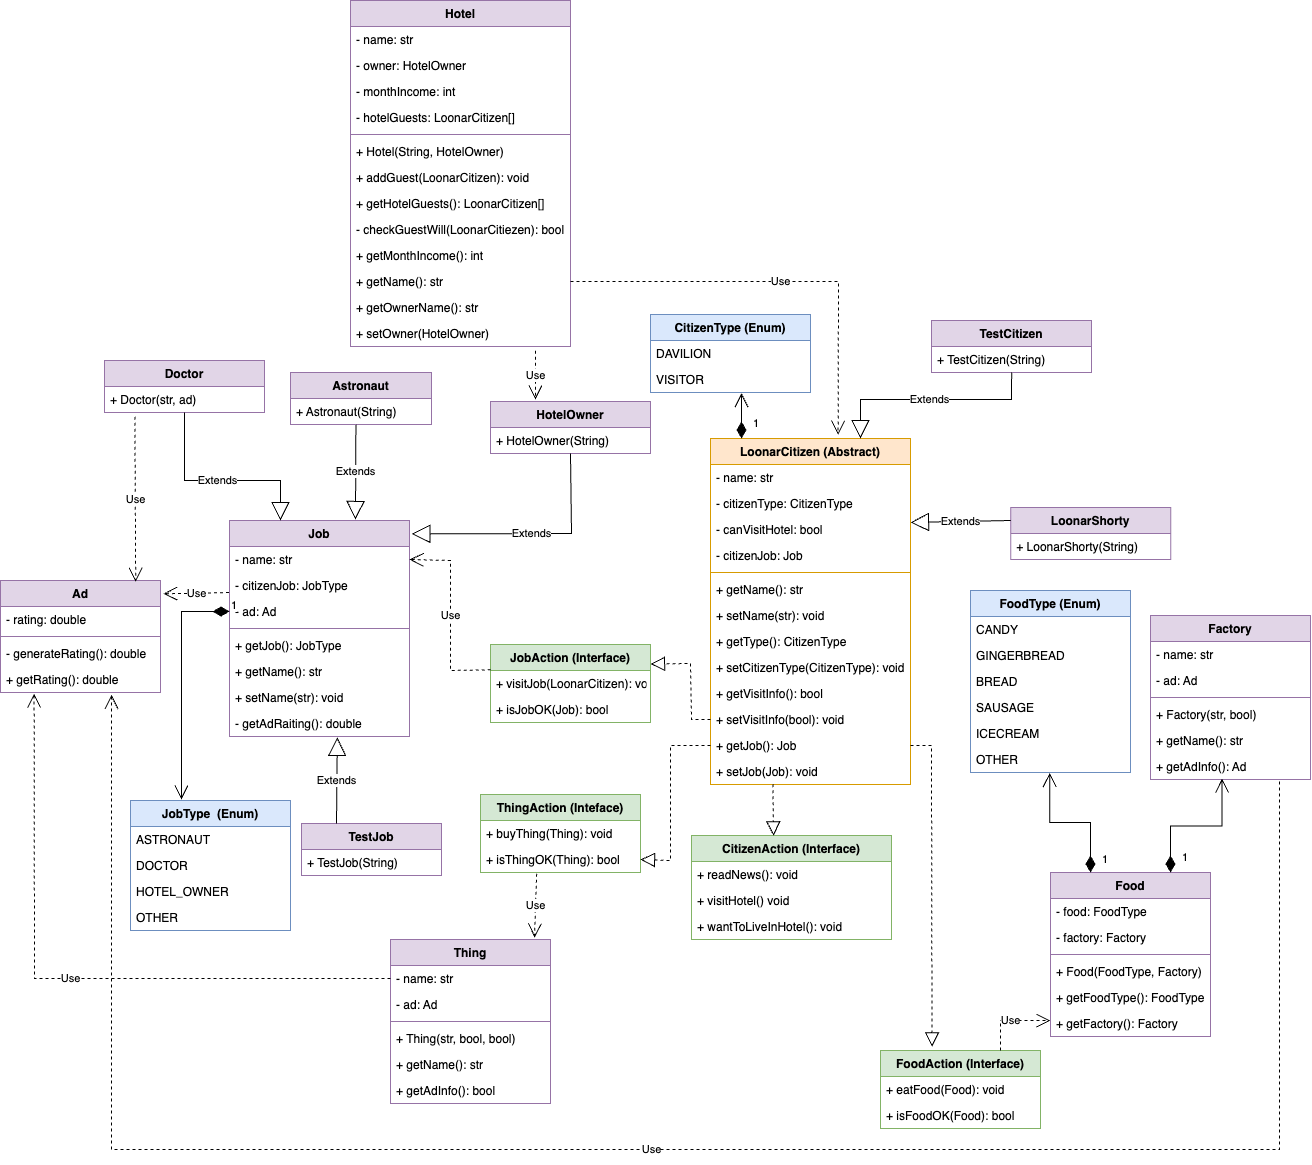 Hotel
- name: str
- owner: HotelOwner
- monthIncome: int
- hotelGuests: LoonarCitizen[]
+ Hotel(String, HotelOwner)
+ addGuest(LoonarCitizen): void
+ getHotelGuests(): LoonarCitizen[]
- checkGuestWill(LoonarCitiezen): bool
+ getMonthIncome(): int
+ getName(): str
+ getOwnerName(): str
+ setOwner(HotelOwner)
Use
Use
CitizenType (Enum)
DAVILION
VISITOR
1
TestCitizen
+ TestCitizen(String)
Extends
Doctor
+ Doctor(str, ad)
Use
Extends
Astronaut
+ Astronaut(String)
Extends
HotelOwner
+ HotelOwner(String)
Extends
LoonarCitizen (Abstract)
- name: str
- citizenType: CitizenType
- canVisitHotel: bool
- citizenJob: Job
+ getName(): str
+ setName(str): void
+ getType(): CitizenType
+ setCitizenType(CitizenType): void
+ getVisitInfo(): bool
+ setVisitInfo(bool): void
+ getJob(): Job
+ setJob(Job): void
Extends
LoonarShorty
+ LoonarShorty(String)
Job
- name: str
- citizenJob: JobType
- ad: Ad
+ getJob(): JobType
+ getName(): str
+ setName(str): void
- getAdRaiting(): double
Use
1
Ad
- rating: double
- generateRating(): double
+ getRating(): double
Use
JobAction (Interface)
+ visitJob(LoonarCitizen): vo
+ isJobOK(Job): bool
FoodType (Enum)
CANDY
GINGERBREAD
BREAD
SAUSAGE
ICECREAM
OTHER
Factory
- name: str
- ad: Ad
+ Factory(str, bool)
+ getName(): str
+ getAdInfo(): Ad
Extends
JobType (Enum)
ASTRONAUT
DOCTOR
HOTEL_OWNER
OTHER
TestJob
+ TestJob(String)
ThingAction (Inteface)
+ buyThing(Thing): void
+ isThingOK(Thing): bool
Use
CitizenAction (Interface)
+ readNews(): void
+ visitHotel() void
+ wantToLiveInHotel(): void
1
1
Food
- food: FoodType
- factory: Factory
+ Food(FoodType, Factory)
+ getFoodType(): FoodType
+ getFactory(): Factory
Use
Thing
- name: str
- ad: Ad
+ Thing(str, bool, bool)
+ getName(): str
+ getAdInfo(): bool
Use
FoodAction (Interface)
+ eatFood(Food): void
+ isFoodOK(Food): bool
Use